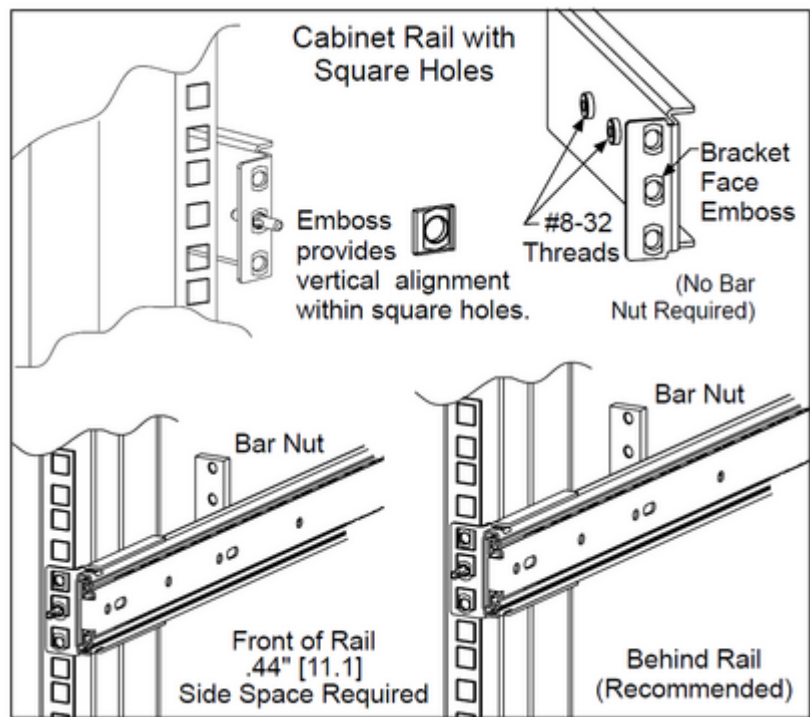 Cabinet Rail with
Square Holes
Bracket
Face
Emboss
#8-32
Threads
(No Bar
Nut Required)
Emboss
provides
vertical alignment
within square holes.
Bar Nut
Front of Rail
.44" [11.1]
Side Space Required
Bar Nut
Behind Rail
(Recommended)